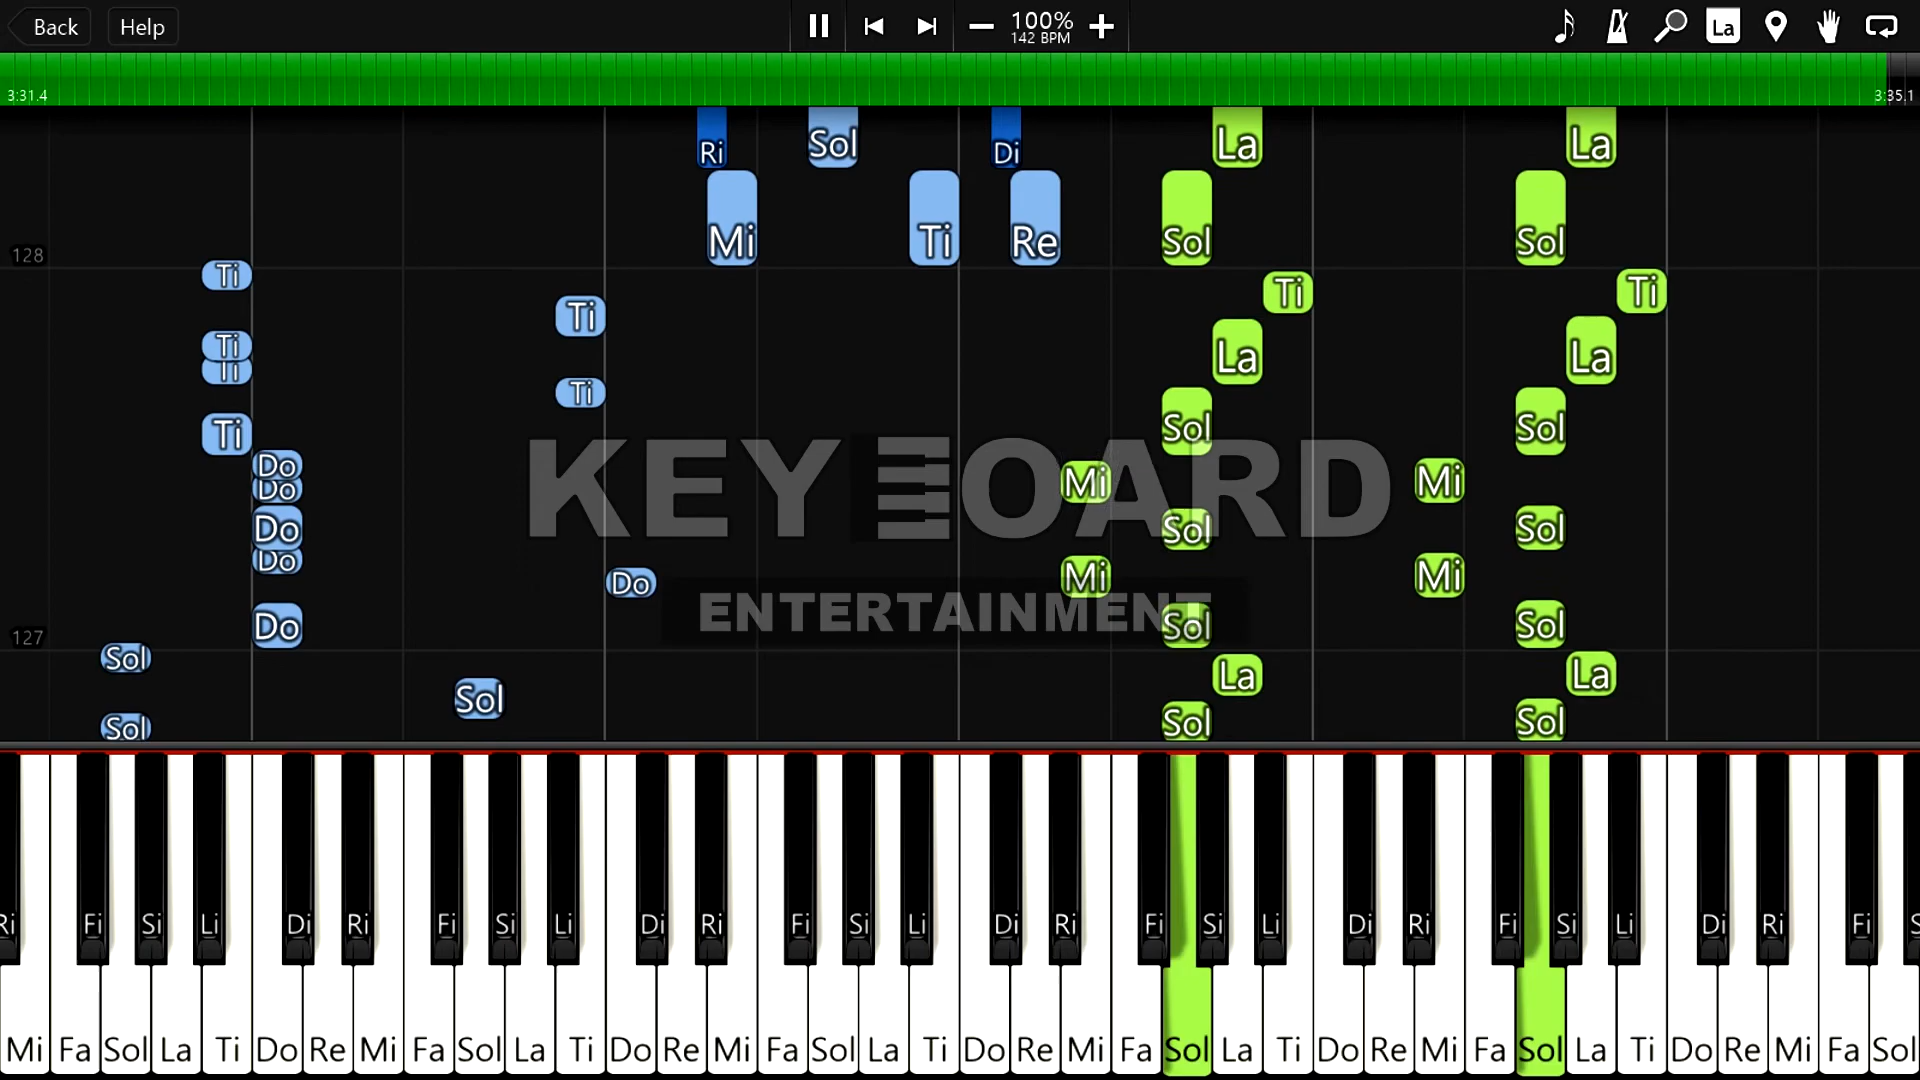 Back Help 100% La
142 BPM
3:31.4 3:35.1
Ri Sol Di La La
Mi Ti Re Sol Sol
128
Ti Ti Ti
Ti
Ti La La
Ti
Ti
Ti Sol Sol
KEYBOARD
Do Mi Mi
Do
Do Sol Sol
Do
Do Mi Mi
ENTERTAINMENT
Do Sol Sol
127
Sol La La
Sol
Sol Sol Sol
Ri Fi Si Li Di Ri Fi Si Li Di Ri Fi Si Li Di Ri Fi Si Li Di Ri Fi Si Li Di Ri Fi S
Mi Fa Sol La Ti Do Re Mi Fa Sol La Ti Do Re Mi Fa Sol La Ti Do Re Mi Fa Sol La Ti Do Re Mi Fa Sol La Ti Do Re Mi Fa Sol